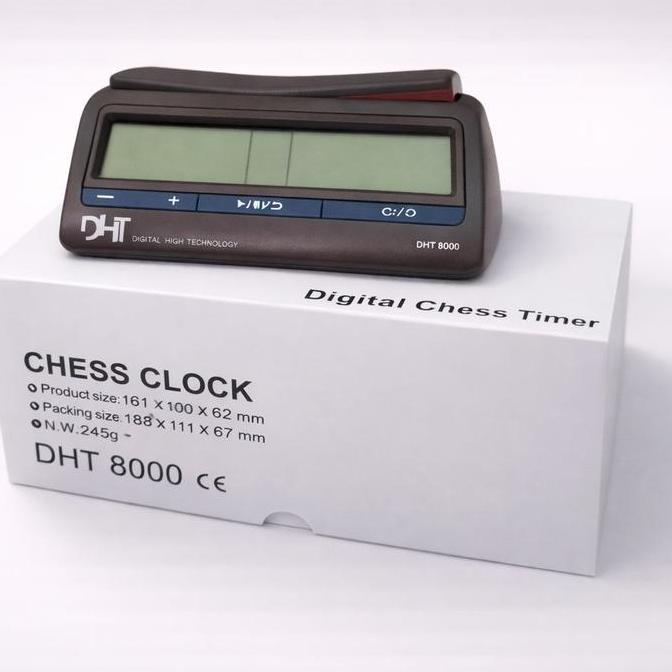 − +
DHT DIGITAL HIGH TECHNOLOGY
DHT 8000
Digital Chess Timer
CHESS CLOCK
Product size:161 X 100 X 62 mm
Packing size.188 X 111 X 67 mm
N.W.245g
DHT 8000 CE